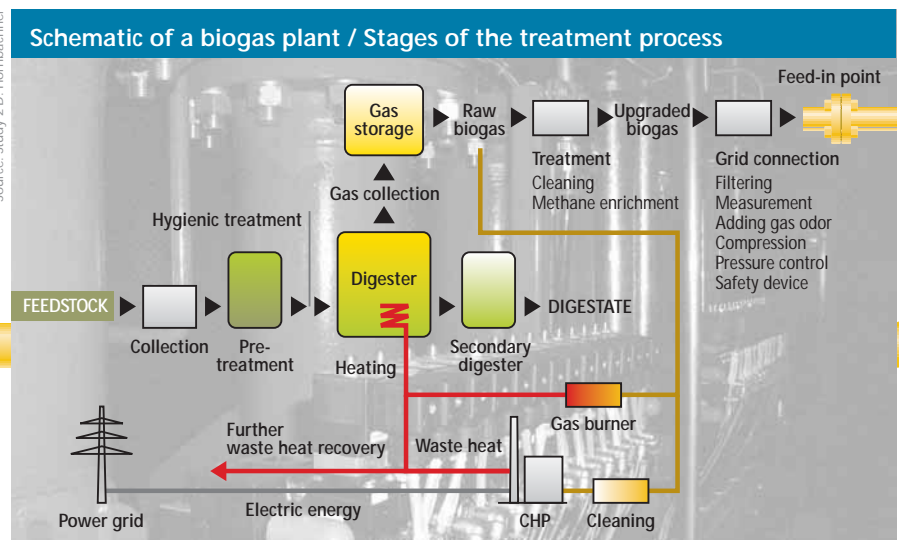 Schematic of a biogas plant / Stages of the treatment process
Feed-in point
Gas
storage
Raw
biogas
Upgraded
biogas
Treatment
Cleaning
Methane enrichment
Grid connection
Filtering
Measurement
Adding gas odor
Compression
Pressure control
Safety device
Gas collection
Hygienic treatment
Digester
FEEDSTOCK
DIGESTATE
Collection
Pre-
treatment
Heating
Secondary
digester
Gas burner
Further
waste heat recovery
Waste heat
Electric energy
Power grid
CHP
Cleaning